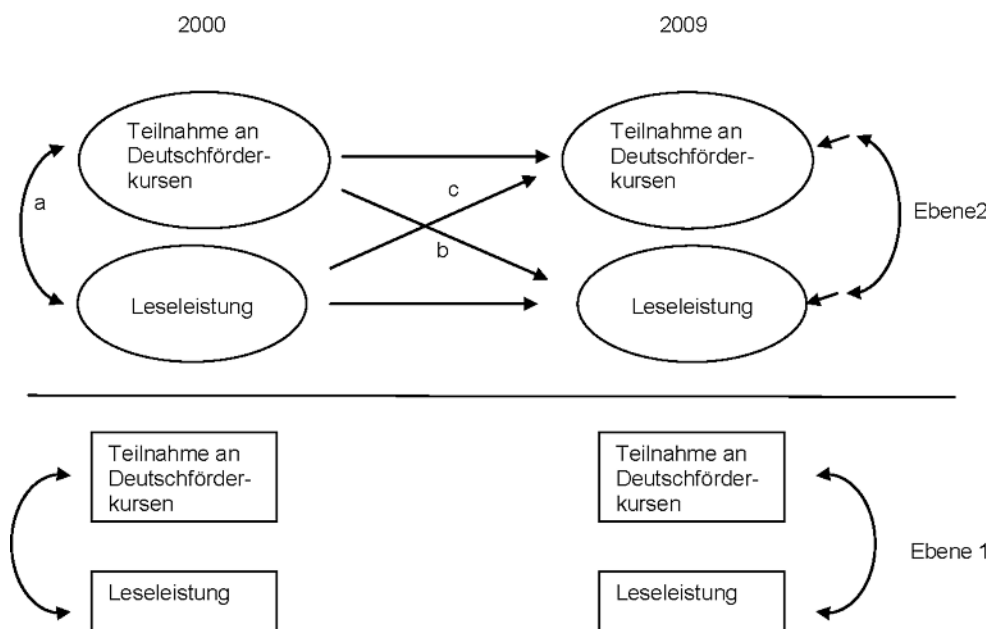 2000
2009
Teilnahme an
Deutschförder-
kursen
Teilnahme an
Deutschförder-
kursen
a
c
b
Ebene2
Leseleistung
Leseleistung
Teilnahme an
Deutschförder-
kursen
Teilnahme an
Deutschförder-
kursen
Ebene 1
Leseleistung
Leseleistung